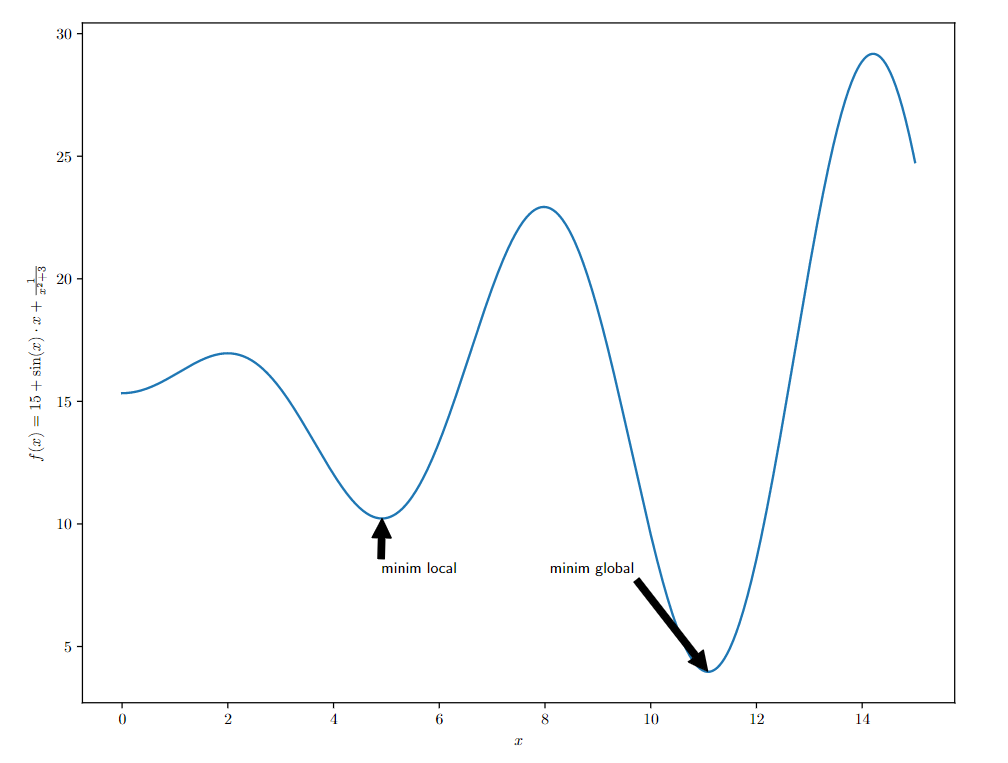 30
25
20
15
10
5
f(x) = 15 + sin(x) · x + 1/(x²+3)
minim local
minim global
0 2 4 6 8 10 12 14
x